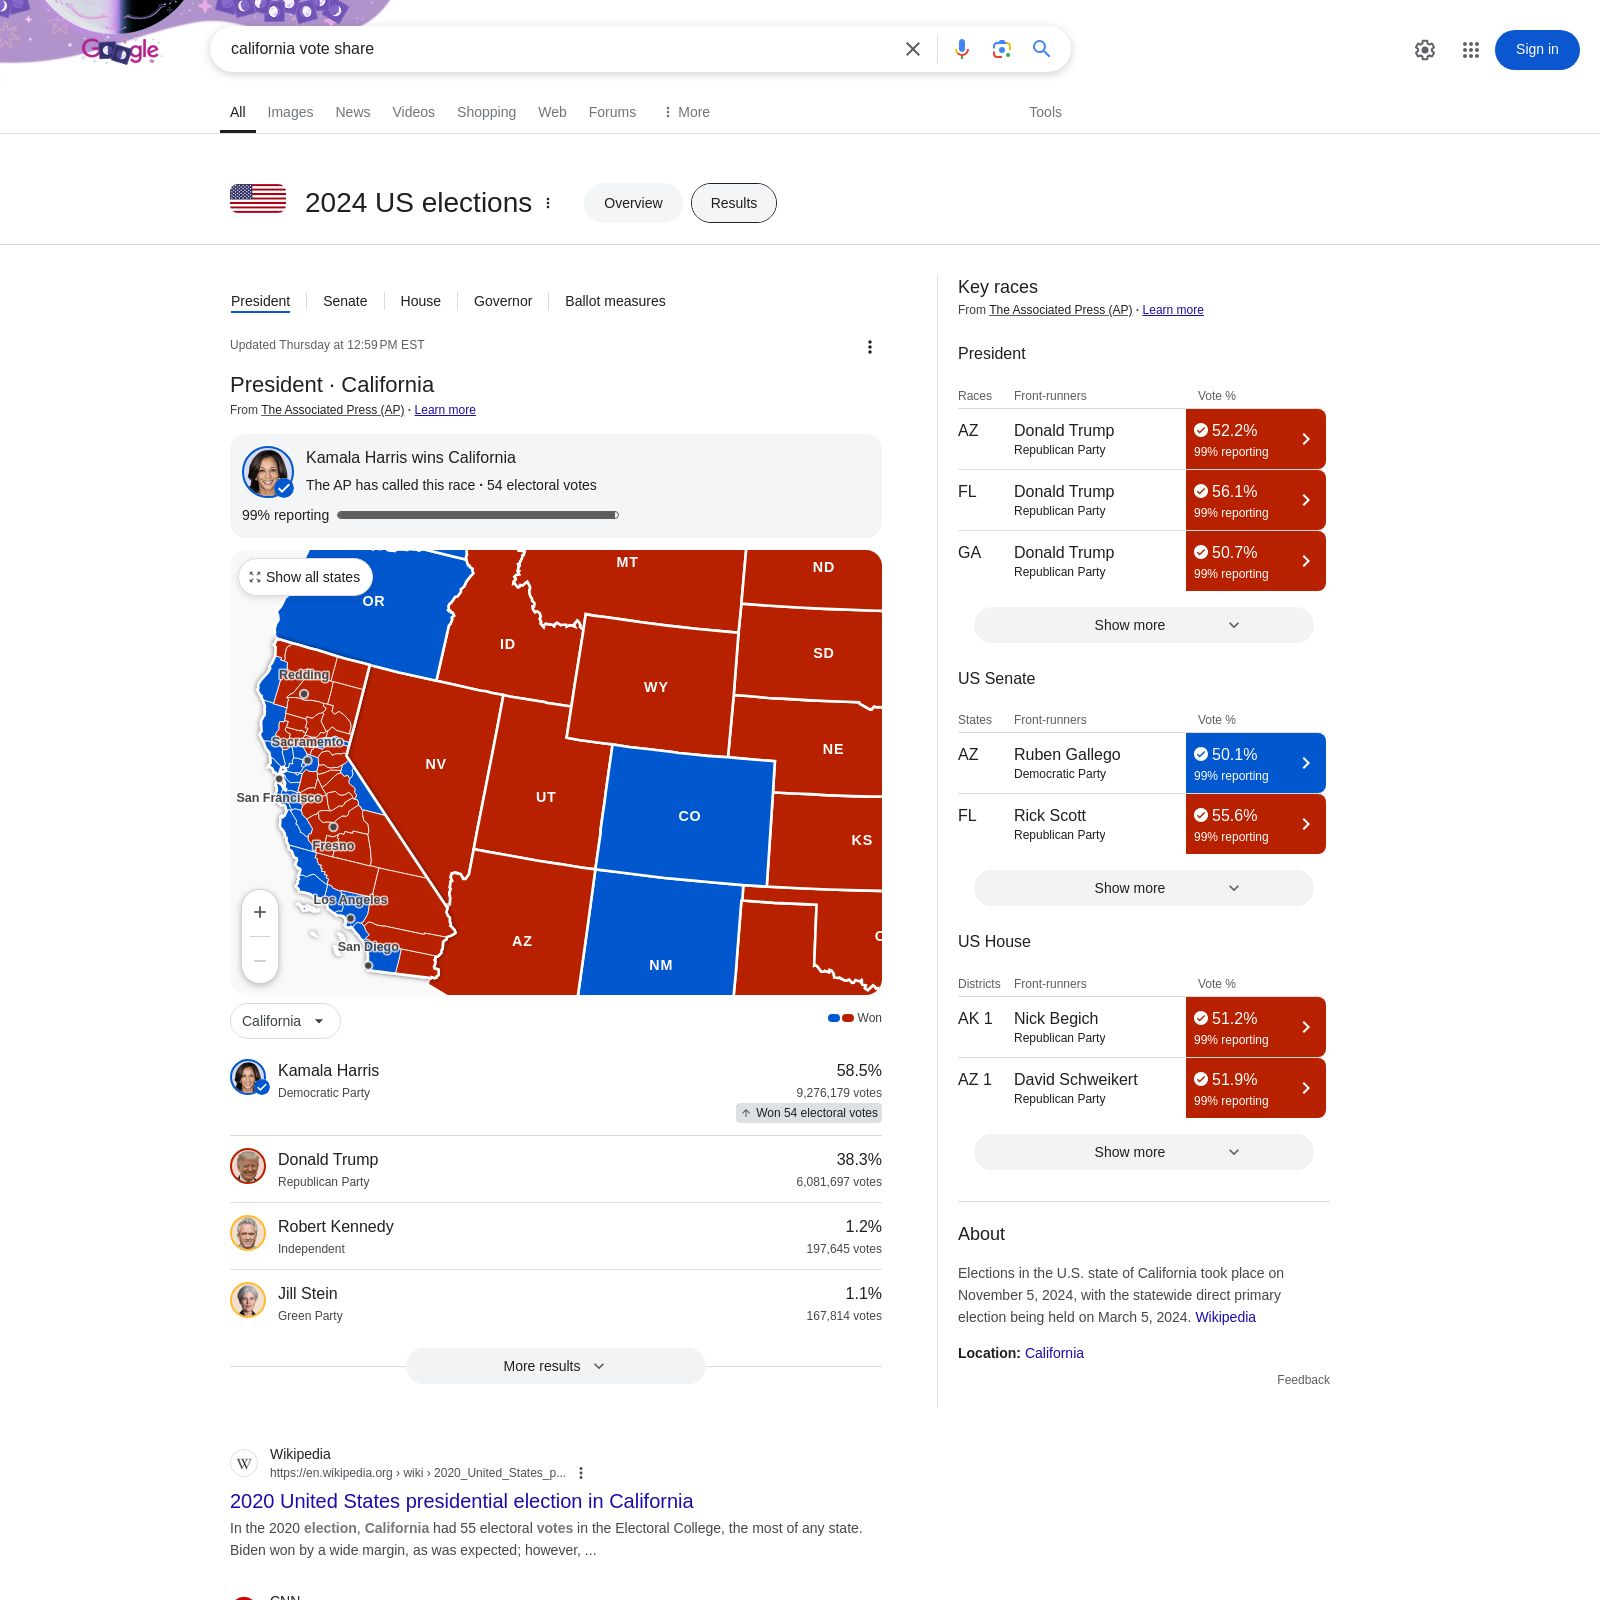 Google
california vote share
Sign in
All
Images
News
Videos
Shopping
Web
Forums
More
Tools
2024 US elections
Overview
Results
President
Senate
House
Governor
Ballot measures
Updated Thursday at 12:59 PM EST
President · California
From The Associated Press (AP) · Learn more
Kamala Harris wins California
The AP has called this race · 54 electoral votes
99% reporting
Show all states
MT
ND
OR
ID
SD
Redding
WY
Sacramento
NV
NE
UT
San Francisco
CO
Fresno
KS
Los Angeles
AZ
San Diego
NM
California
Won
Kamala Harris
58.5%
Democratic Party
9,276,179 votes
Won 54 electoral votes
Donald Trump
38.3%
Republican Party
6,081,697 votes
Robert Kennedy
1.2%
Independent
197,645 votes
Jill Stein
1.1%
Green Party
167,814 votes
More results
Wikipedia
https://en.wikipedia.org › wiki › 2020_United_States_p...
2020 United States presidential election in California
In the 2020 election, California had 55 electoral votes in the Electoral College, the most of any state.
Biden won by a wide margin, as was expected; however, ...
CNN
Key races
From The Associated Press (AP) · Learn more
President
Races Front-runners Vote %
AZ Donald Trump 52.2%
Republican Party 99% reporting
FL Donald Trump 56.1%
Republican Party 99% reporting
GA Donald Trump 50.7%
Republican Party 99% reporting
Show more
US Senate
States Front-runners Vote %
AZ Ruben Gallego 50.1%
Democratic Party 99% reporting
FL Rick Scott 55.6%
Republican Party 99% reporting
Show more
US House
Districts Front-runners Vote %
AK 1 Nick Begich 51.2%
Republican Party 99% reporting
AZ 1 David Schweikert 51.9%
Republican Party 99% reporting
Show more
About
Elections in the U.S. state of California took place on
November 5, 2024, with the statewide direct primary
election being held on March 5, 2024. Wikipedia
Location: California
Feedback